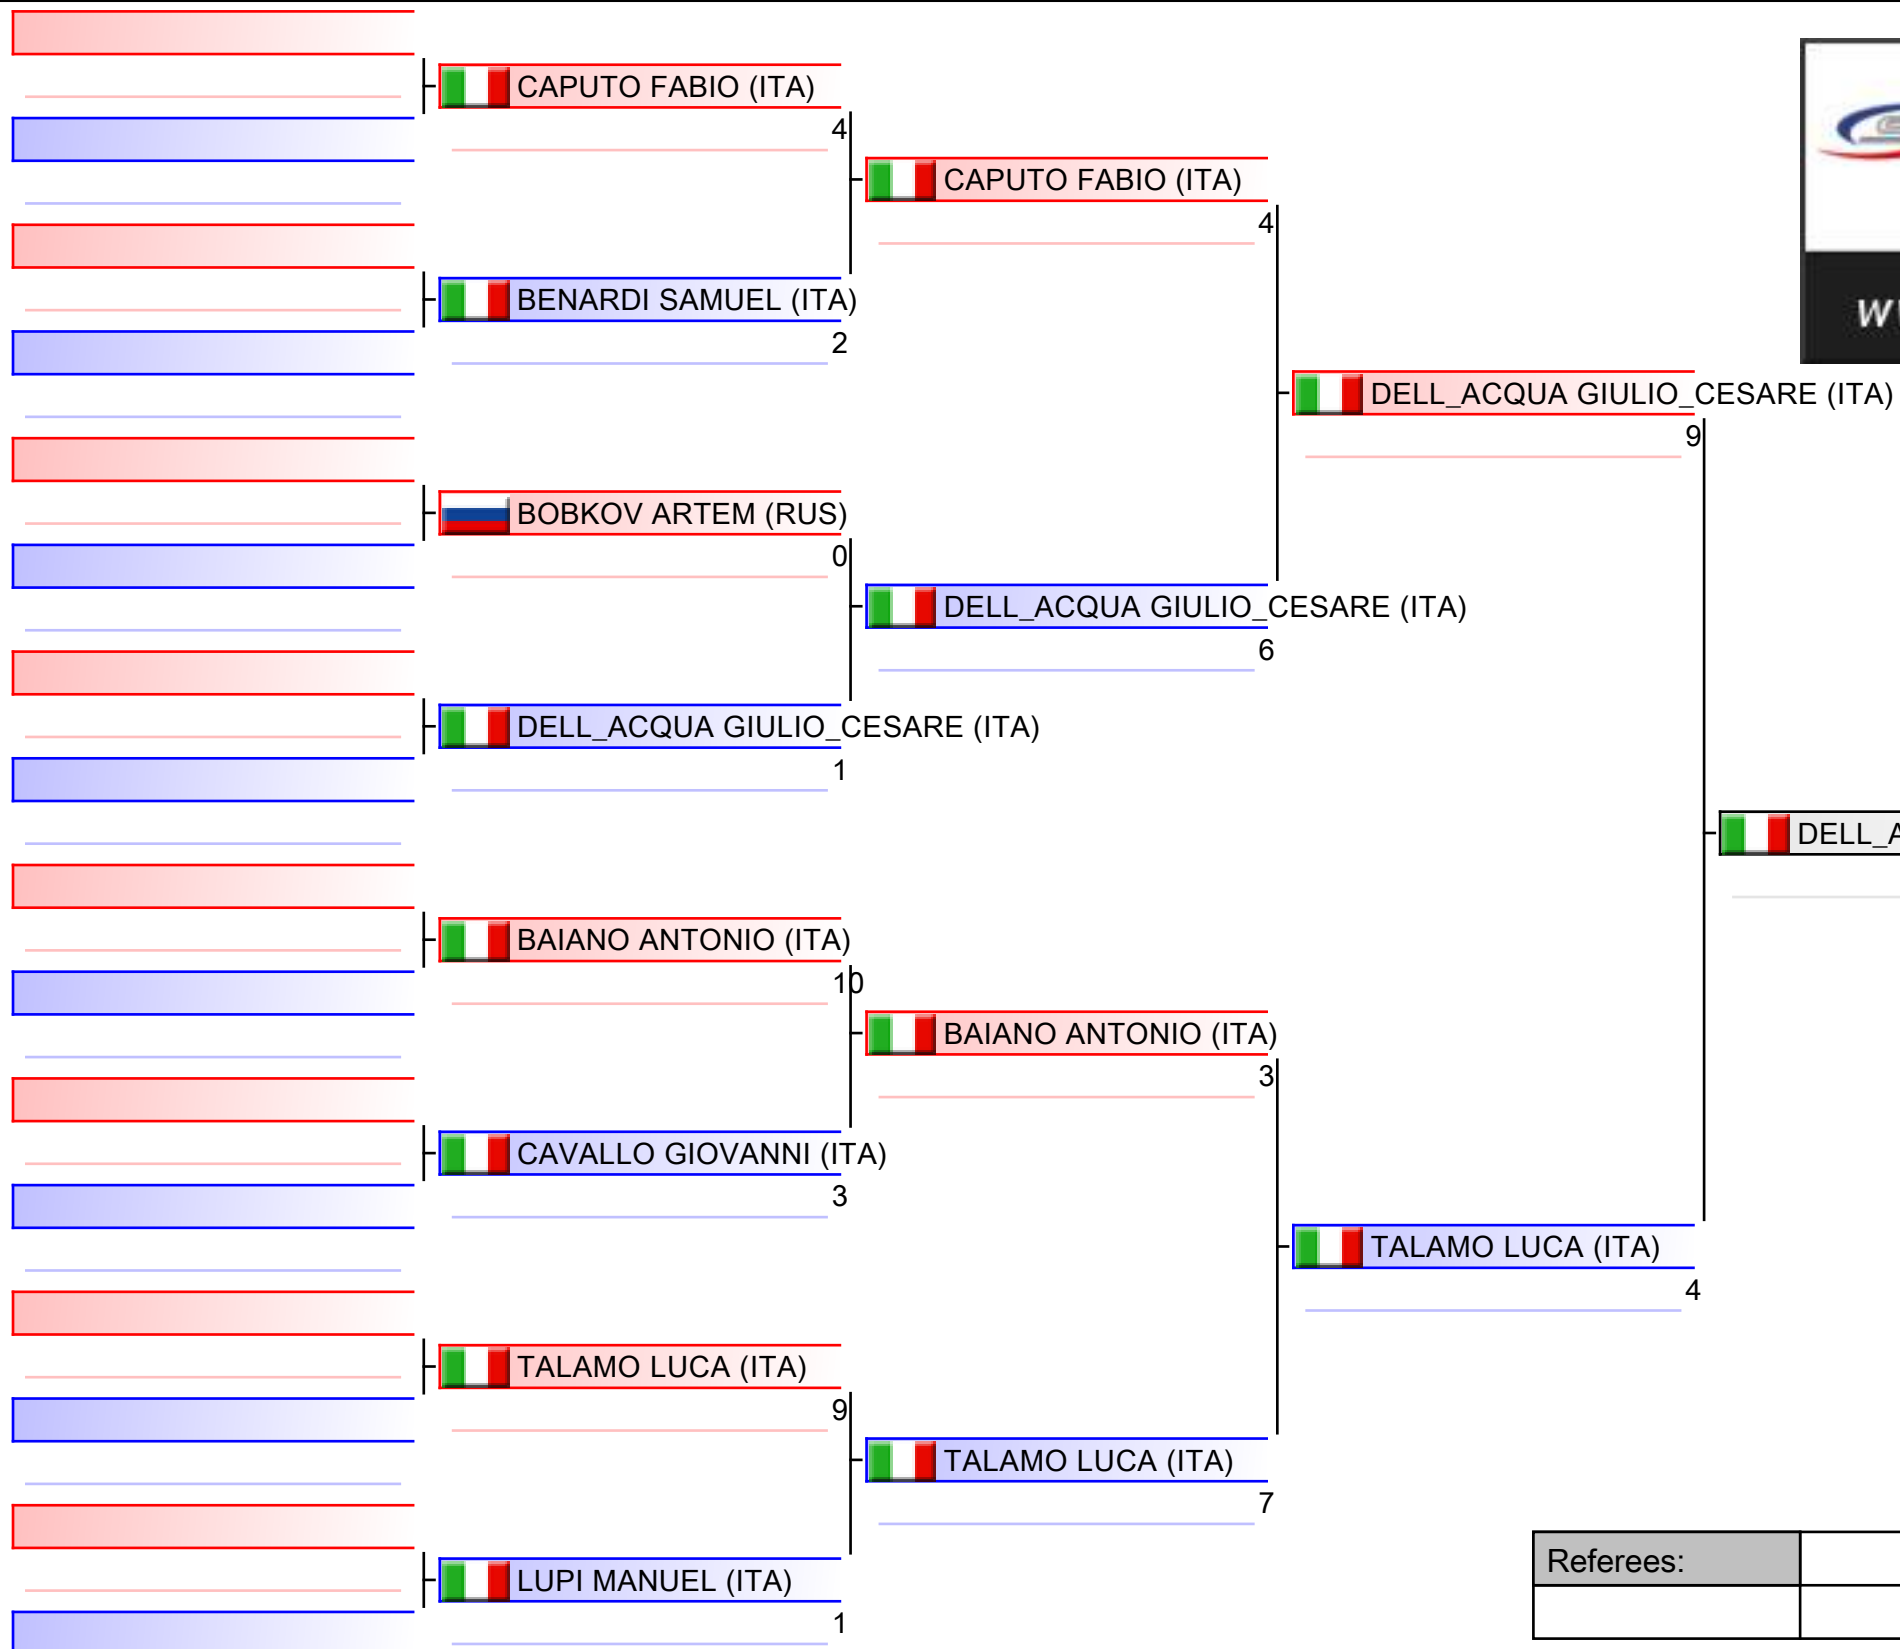 CAPUTO FABIO (ITA)
4
CAPUTO FABIO (ITA)
4
BENARDI SAMUEL (ITA)
2
DELL_ACQUA GIULIO_CESARE (ITA)
9
BOBKOV ARTEM (RUS)
0
DELL_ACQUA GIULIO_CESARE (ITA)
6
DELL_ACQUA GIULIO_CESARE (ITA)
1
DELL_A
BAIANO ANTONIO (ITA)
10
BAIANO ANTONIO (ITA)
3
CAVALLO GIOVANNI (ITA)
3
TALAMO LUCA (ITA)
4
TALAMO LUCA (ITA)
9
TALAMO LUCA (ITA)
7
Referees:
LUPI MANUEL (ITA)
1